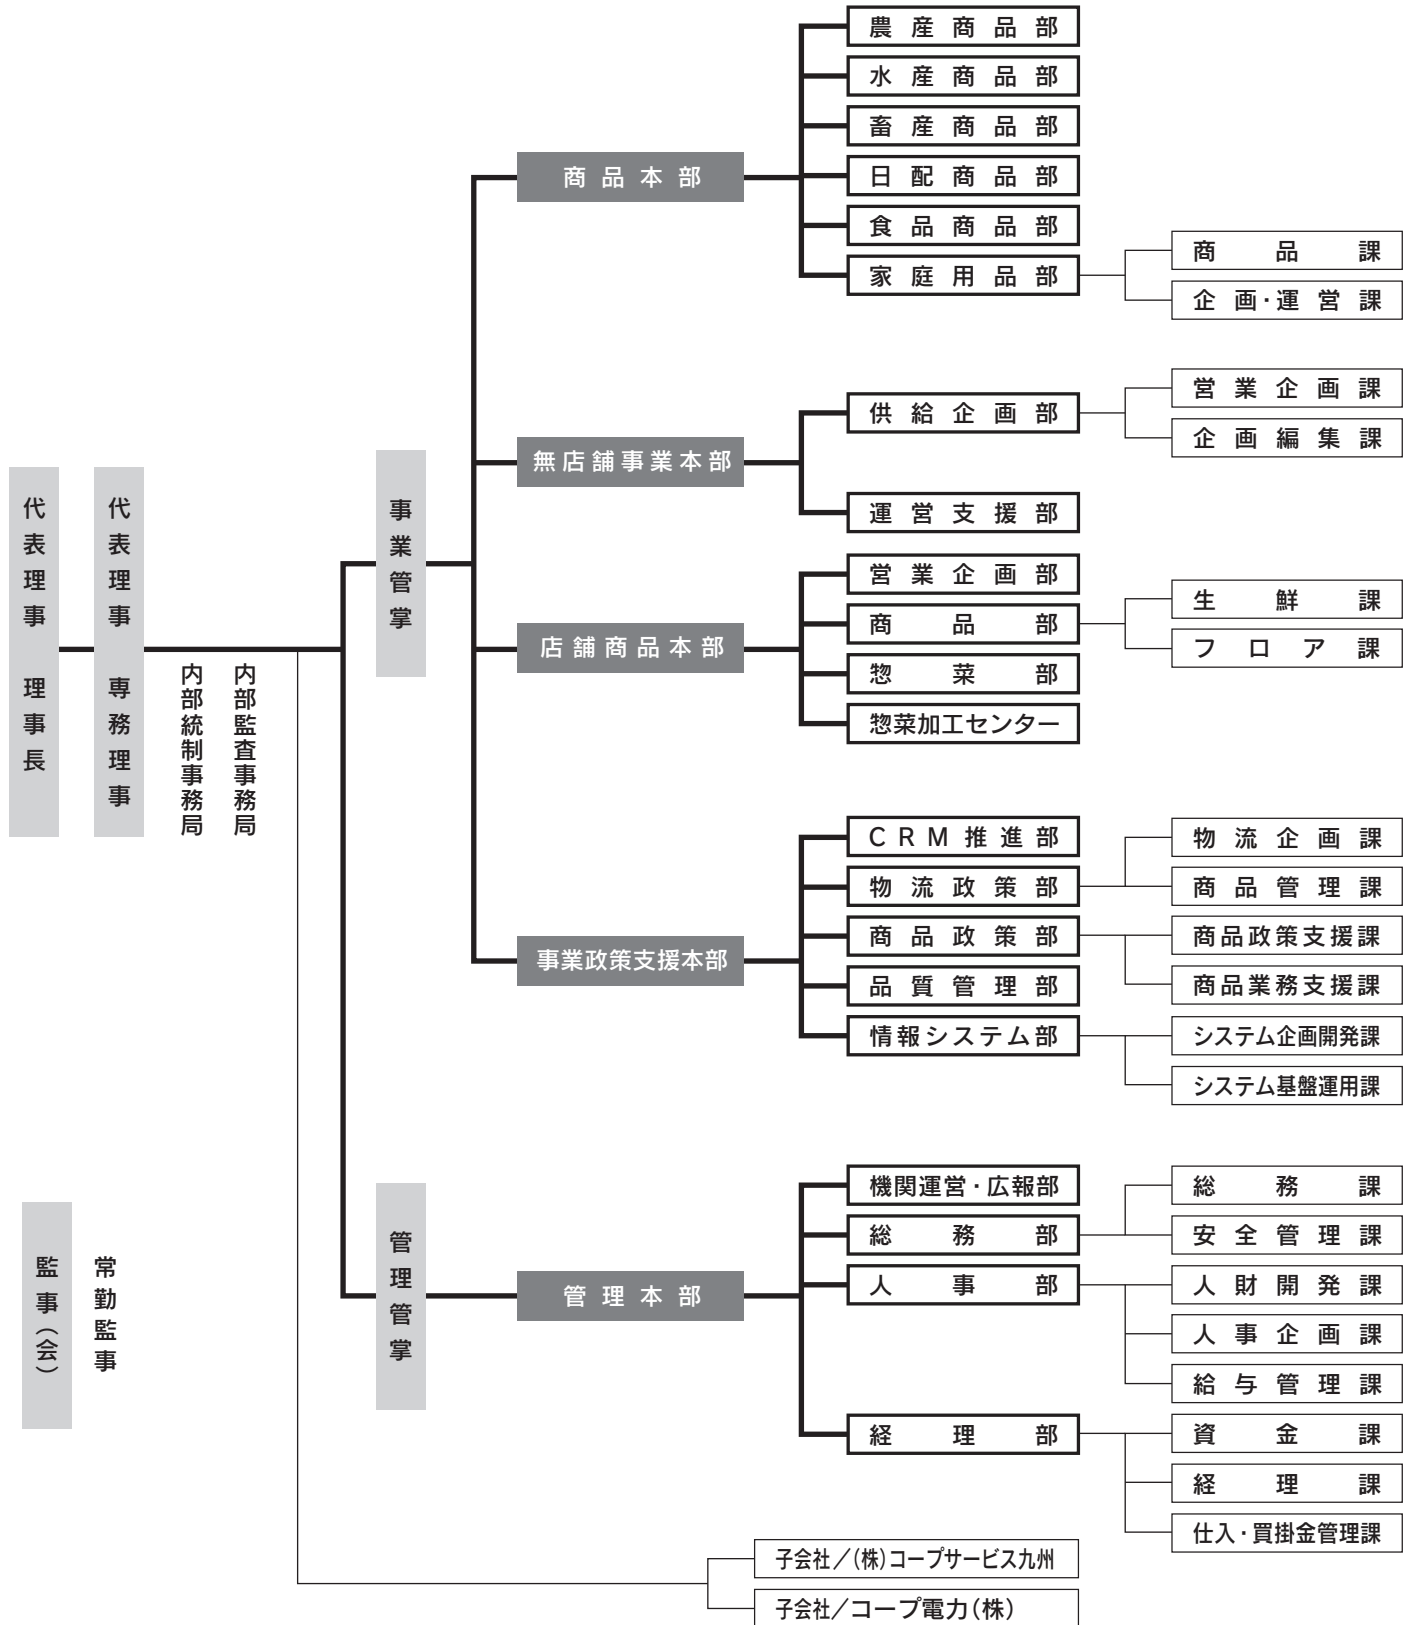 代表理事　理事長
代表理事　専務理事
内部統制事務局
内部監査事務局
事業管掌
商品本部
農産商品部
水産商品部
畜産商品部
日配商品部
食品商品部
家庭用品部
商品課
企画・運営課
無店舗事業本部
供給企画部
営業企画課
企画編集課
運営支援部
店舗商品本部
営業企画部
商品部
生鮮課
フロア課
惣菜部
惣菜加工センター
事業政策支援本部
CRM推進部
物流政策部
物流企画課
商品管理課
商品政策部
商品政策支援課
商品業務支援課
品質管理部
情報システム部
システム企画開発課
システム基盤運用課
管理管掌
管理本部
機関運営・広報部
総務部
総務課
安全管理課
人事部
人財開発課
人事企画課
給与管理課
経理部
資金課
経理課
仕入・買掛金管理課
子会社／(株)コープサービス九州
子会社／コープ電力(株)
監事(会)
常勤監事